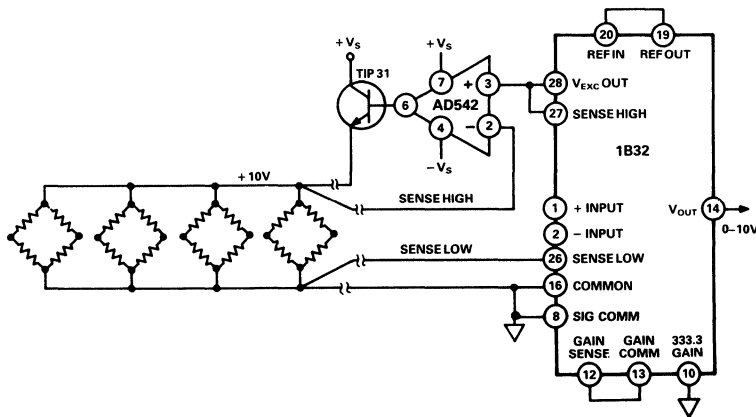 20
19
REF IN
REF OUT
+ VS
+VS
TIP 31
7
+
3
28
VEXC OUT
6
AD542
4
−
2
27
SENSE HIGH
−VS
1B32
+ 10V
SENSE HIGH
1
+ INPUT
VOUT
14
0–10V
2
− INPUT
SENSE LOW
26
SENSE LOW
16
COMMON
8
SIG COMM
GAIN SENSE
GAIN COMM
333.3 GAIN
12
13
10